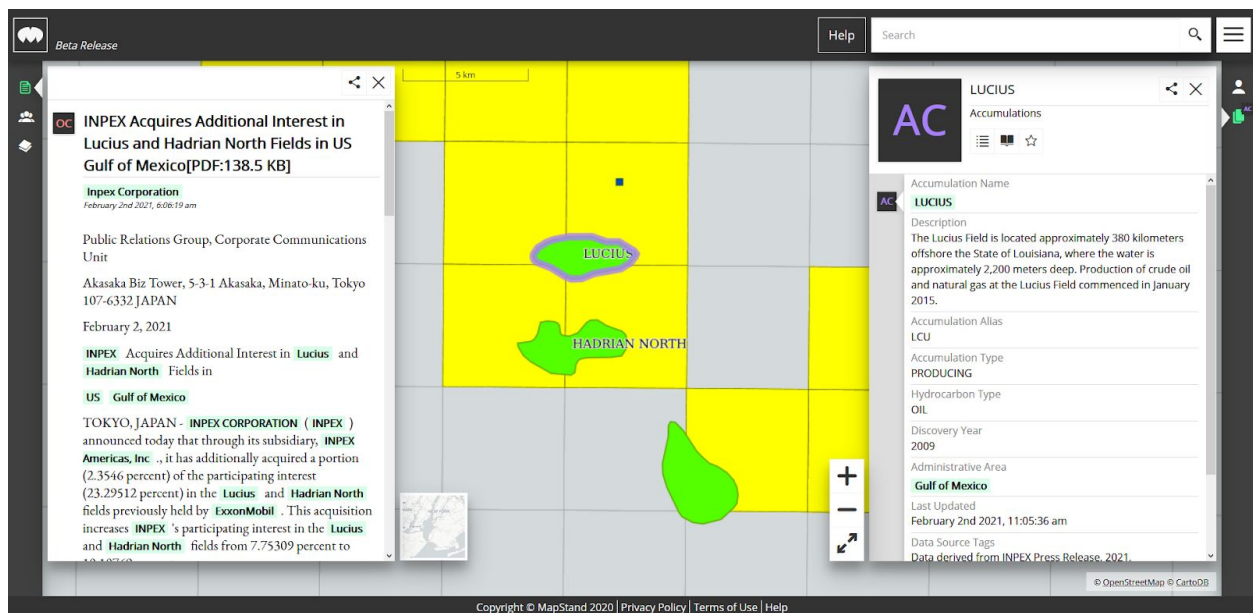 Beta Release
Help
Search
5 km
OC
INPEX Acquires Additional Interest in
Lucius and Hadrian North Fields in US
Gulf of Mexico[PDF:138.5 KB]
Inpex Corporation
February 2nd 2021, 6:06:19 am
Public Relations Group, Corporate Communications
Unit
Akasaka Biz Tower, 5-3-1 Akasaka, Minato-ku, Tokyo
107-6332 JAPAN
February 2, 2021
INPEX Acquires Additional Interest in Lucius and
Hadrian North Fields in
US Gulf of Mexico
TOKYO, JAPAN - INPEX CORPORATION ( INPEX )
announced today that through its subsidiary, INPEX
Americas, Inc ., it has additionally acquired a portion
(2.3546 percent) of the participating interest
(23.29512 percent) in the Lucius and Hadrian North
fields previously held by ExxonMobil . This acquisition
increases INPEX 's participating interest in the Lucius
and Hadrian North fields from 7.75309 percent to
LUCIUS
HADRIAN NORTH
AC
LUCIUS
Accumulations
AC
AC
Accumulation Name
LUCIUS
Description
The Lucius Field is located approximately 380 kilometers
offshore the State of Louisiana, where the water is
approximately 2,200 meters deep. Production of crude oil
and natural gas at the Lucius Field commenced in January
2015.
Accumulation Alias
LCU
Accumulation Type
PRODUCING
Hydrocarbon Type
OIL
Discovery Year
2009
Administrative Area
Gulf of Mexico
Last Updated
February 2nd 2021, 11:05:36 am
Data Source Tags
Data derived from INPEX Press Release, 2021.
© OpenStreetMap © CartoDB
Copyright © MapStand 2020 | Privacy Policy | Terms of Use | Help